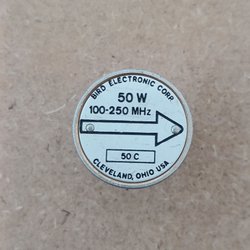 BIRD ELECTRONIC CORP.
50 W
100-250 MHz
50 C
CLEVELAND, OHIO USA